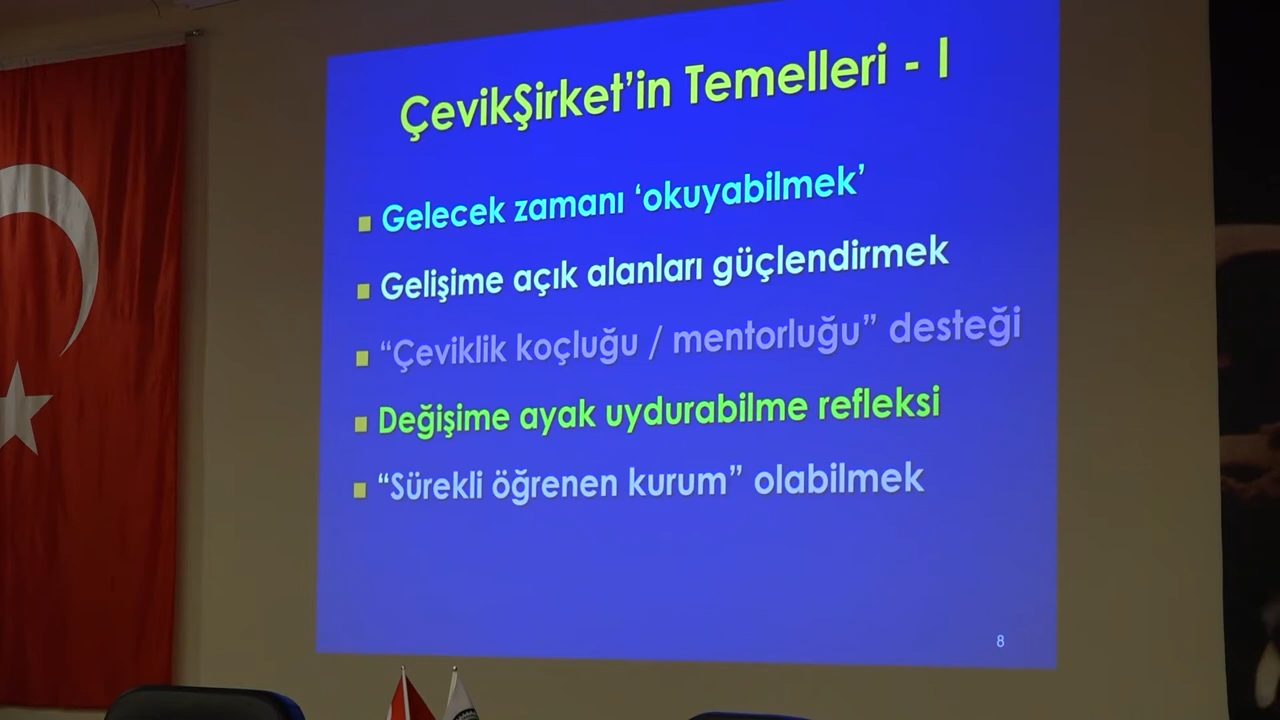 ÇevikŞirket’in Temelleri - I
Gelecek zamanı ‘okuyabilmek’
Gelişime açık alanları güçlendirmek
“Çeviklik koçluğu / mentorluğu” desteği
Değişime ayak uydurabilme refleksi
“Sürekli öğrenen kurum” olabilmek
8